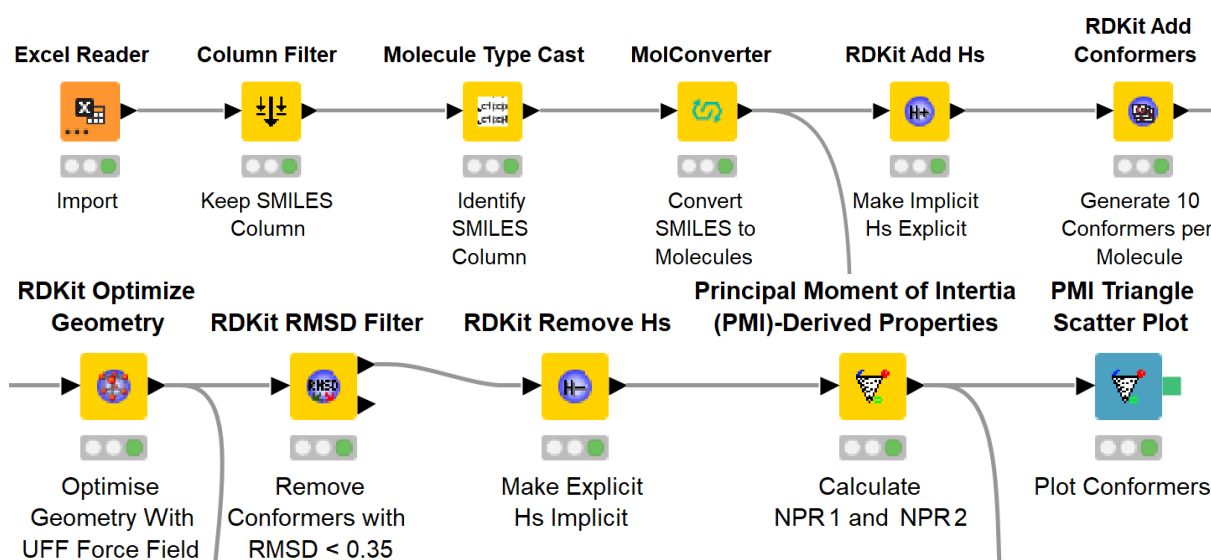 RDKit Add
Excel Reader Column Filter Molecule Type Cast MolConverter RDKit Add Hs Conformers
X
H+
Import Keep SMILES Identify Convert Make Implicit Generate 10
Column SMILES SMILES to Hs Explicit Conformers per
Column Molecules Molecule
RDKit Optimize Principal Moment of Intertia PMI Triangle
Geometry RDKit RMSD Filter RDKit Remove Hs (PMI)-Derived Properties Scatter Plot
RMSD H-
Optimise Remove Make Explicit Calculate Plot Conformers
Geometry With Conformers with Hs Implicit NPR1 and NPR2
UFF Force Field RMSD < 0.35